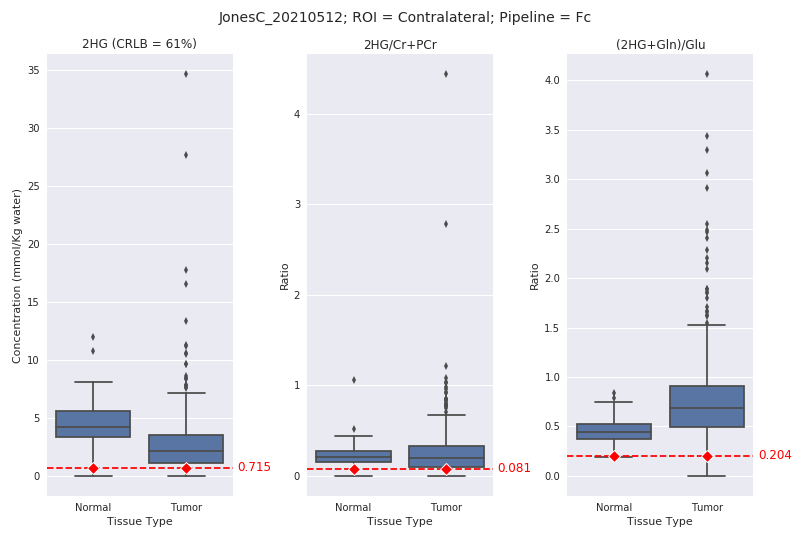 JonesC_20210512; ROI = Contralateral; Pipeline = Fc
2HG (CRLB = 61%)
2HG/Cr+PCr
(2HG+Gln)/Glu
Concentration (mmol/Kg water)
35
30
25
20
15
10
5
0
0.715
Normal
Tumor
Tissue Type
Ratio
4
3
2
1
0
0.081
Normal
Tumor
Tissue Type
Ratio
4.0
3.5
3.0
2.5
2.0
1.5
1.0
0.5
0.0
0.204
Normal
Tumor
Tissue Type